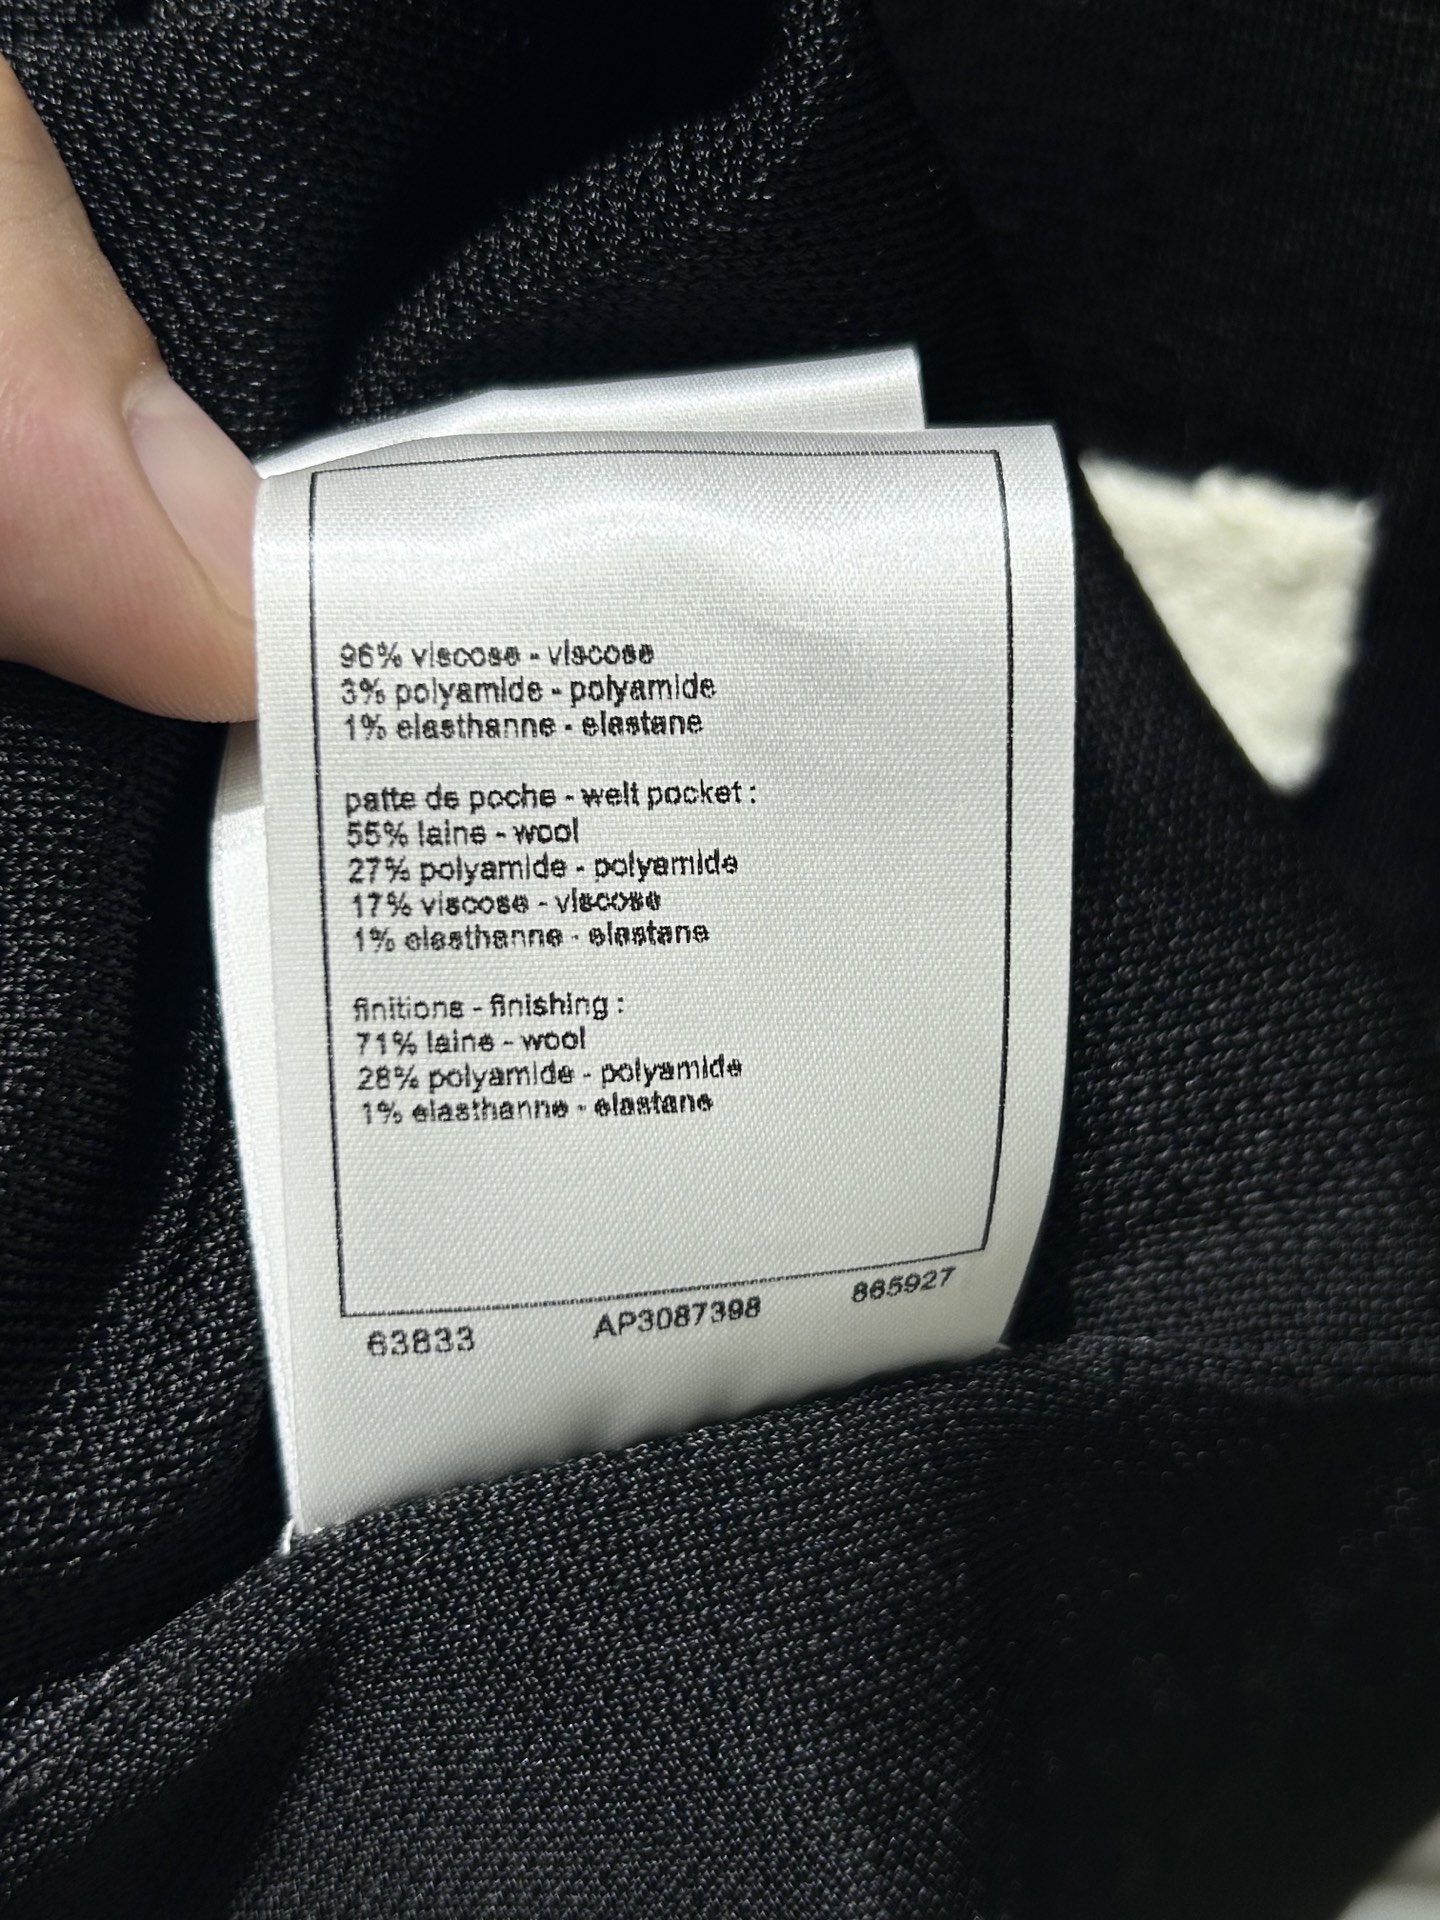 96% viscose - viscose
3% polyamide - polyamide
1% elasthanne - elastane
patte de poche - welt pocket :
55% laine - wool
27% polyamide - polyamide
17% viscose - viscose
1% elasthanne - elastane
finitions - finishing :
71% laine - wool
28% polyamide - polyamide
1% elasthanne - elastane
63833 AP3087398 865927